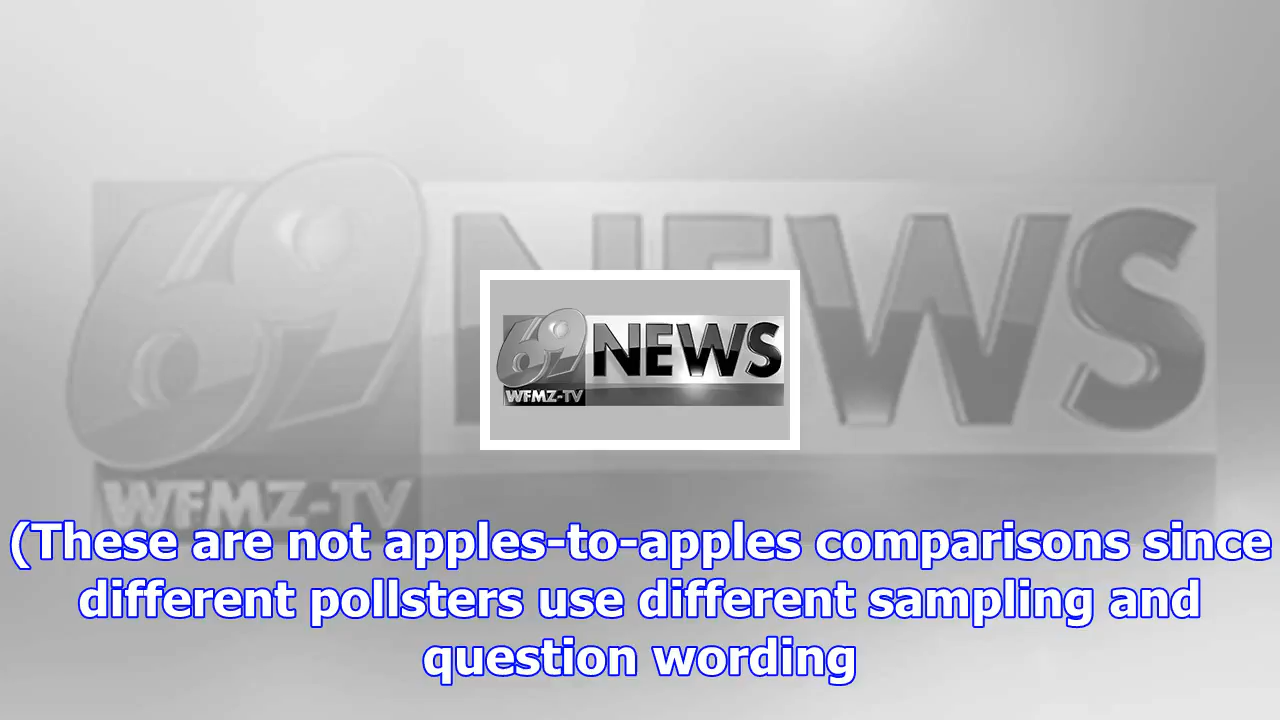 69 NEWS
WFMZ-TV
69 NEWS
WFMZ-TV
(These are not apples-to-apples comparisons since
different pollsters use different sampling and
question wording